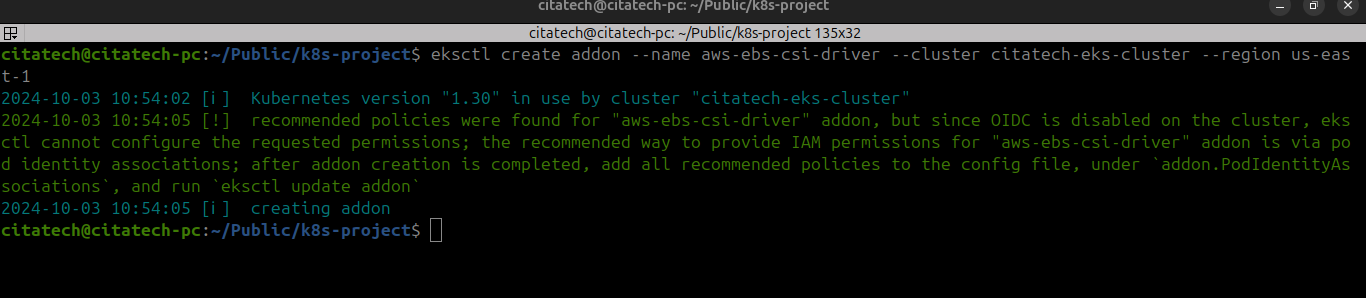 citatech@citatech-pc: ~/Public/k8s-project
citatech@citatech-pc: ~/Public/k8s-project 135x32
citatech@citatech-pc:~/Public/k8s-project$ eksctl create addon --name aws-ebs-csi-driver --cluster citatech-eks-cluster --region us-eas
t-1
2024-10-03 10:54:02 [ℹ]  Kubernetes version "1.30" in use by cluster "citatech-eks-cluster"
2024-10-03 10:54:05 [!]  recommended policies were found for "aws-ebs-csi-driver" addon, but since OIDC is disabled on the cluster, eks
ctl cannot configure the requested permissions; the recommended way to provide IAM permissions for "aws-ebs-csi-driver" addon is via po
d identity associations; after addon creation is completed, add all recommended policies to the config file, under `addon.PodIdentityAs
sociations`, and run `eksctl update addon`
2024-10-03 10:54:05 [ℹ]  creating addon
citatech@citatech-pc:~/Public/k8s-project$